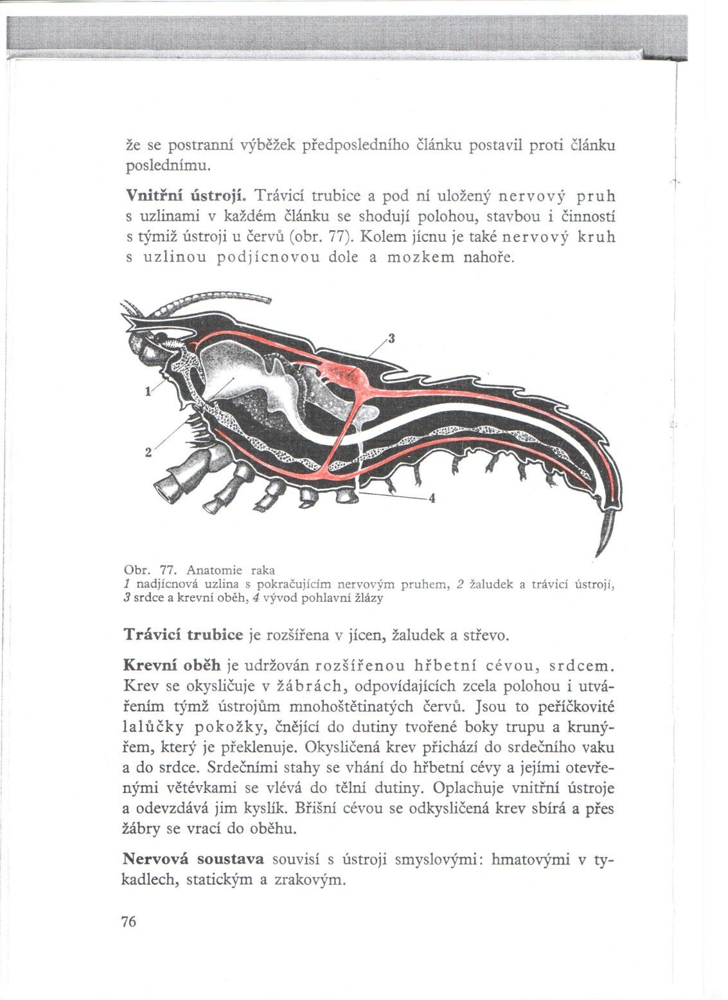 že se postranní výběžek předposledního článku postavil proti článku
poslednímu.
Vnitřní ústrojí. Trávicí trubice a pod ní uložený nervový pruh
s uzlinami v každém článku se shodují polohou, stavbou i činností
s týmiž ústroji u červů (obr. 77). Kolem jícnu je také nervový kruh
s uzlinou podjícnovou dole a mozkem nahoře.
3
1
2
4
Obr. 77. Anatomie raka
1 nadjícnová uzlina s pokračujícím nervovým pruhem, 2 žaludek a trávicí ústrojí,
3 srdce a krevní oběh, 4 vývod pohlavní žlázy
Trávicí trubice je rozšířena v jícen, žaludek a střevo.
Krevní oběh je udržován rozšířenou hřbetní cévou, srdcem.
Krev se okysličuje v žábrách, odpovídajících zcela polohou i utvá-
řením týmž ústrojům mnohoštětinatých červů. Jsou to peříčkovité
lalůčky pokožky, čnějící do dutiny tvořené boky trupu a kruný-
řem, který je překlenuje. Okysličená krev přichází do srdečního vaku
a do srdce. Srdečními stahy se vhání do hřbetní cévy a jejími otevře-
nými větévkami se vlévá do tělní dutiny. Oplachuje vnitřní ústroje
a odevzdává jim kyslík. Břišní cévou se odkysličená krev sbírá a přes
žábry se vrací do oběhu.
Nervová soustava souvisí s ústroji smyslovými: hmatovými v ty-
kadlech, statickým a zrakovým.
76